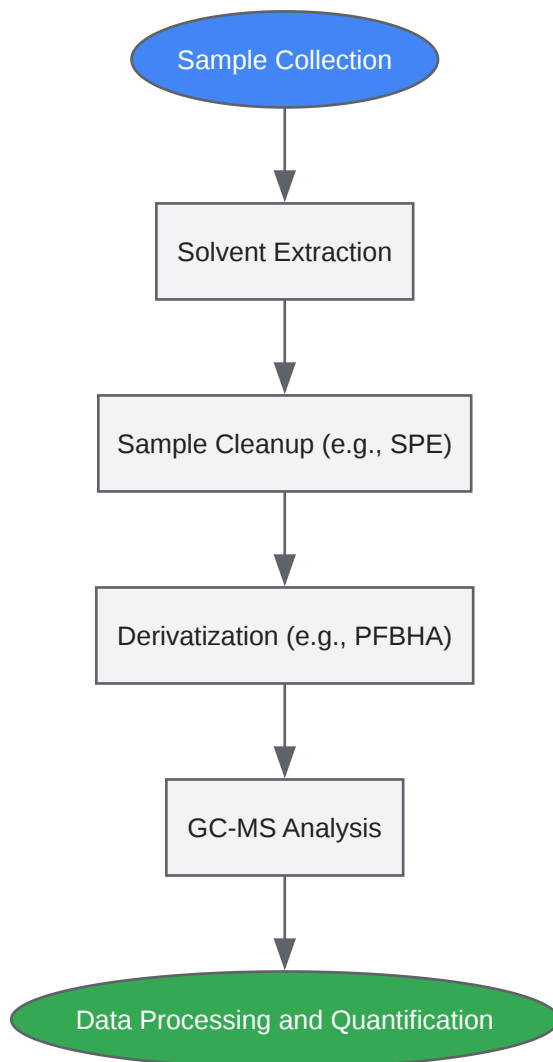 Sample Collection
Solvent Extraction
Sample Cleanup (e.g., SPE)
Derivatization (e.g., PFBHA)
GC-MS Analysis
Data Processing and Quantification